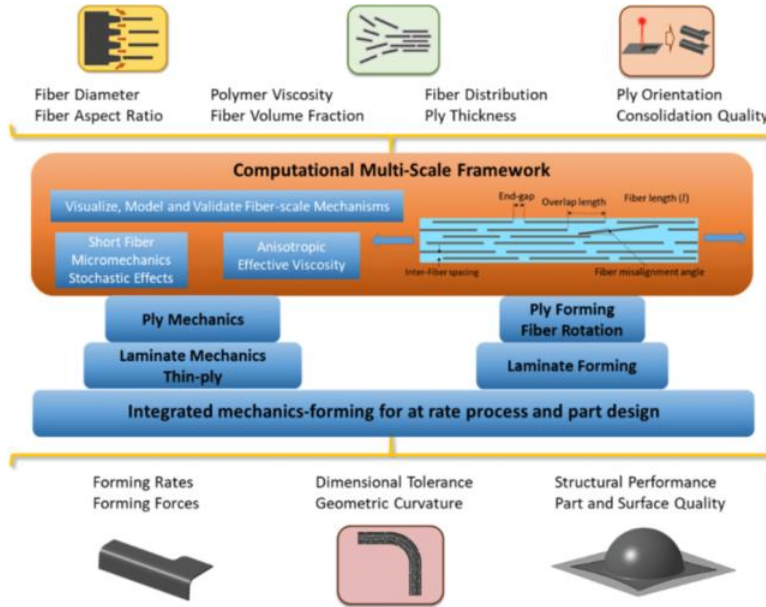 Fiber Diameter
Fiber Aspect Ratio
Polymer Viscosity
Fiber Volume Fraction
Fiber Distribution
Ply Thickness
Ply Orientation
Consolidation Quality
Computational Multi-Scale Framework
Visualize, Model and Validate Fiber-scale Mechanisms
Short Fiber
Micromechanics
Stochastic Effects
Anisotropic
Effective Viscosity
End-gap
Overlap length
Fiber length (l)
Inter-Fiber spacing
Fiber misalignment angle
Ply Mechanics
Ply Forming
Fiber Rotation
Laminate Mechanics
Thin-ply
Laminate Forming
Integrated mechanics-forming for at rate process and part design
Forming Rates
Forming Forces
Dimensional Tolerance
Geometric Curvature
Structural Performance
Part and Surface Quality